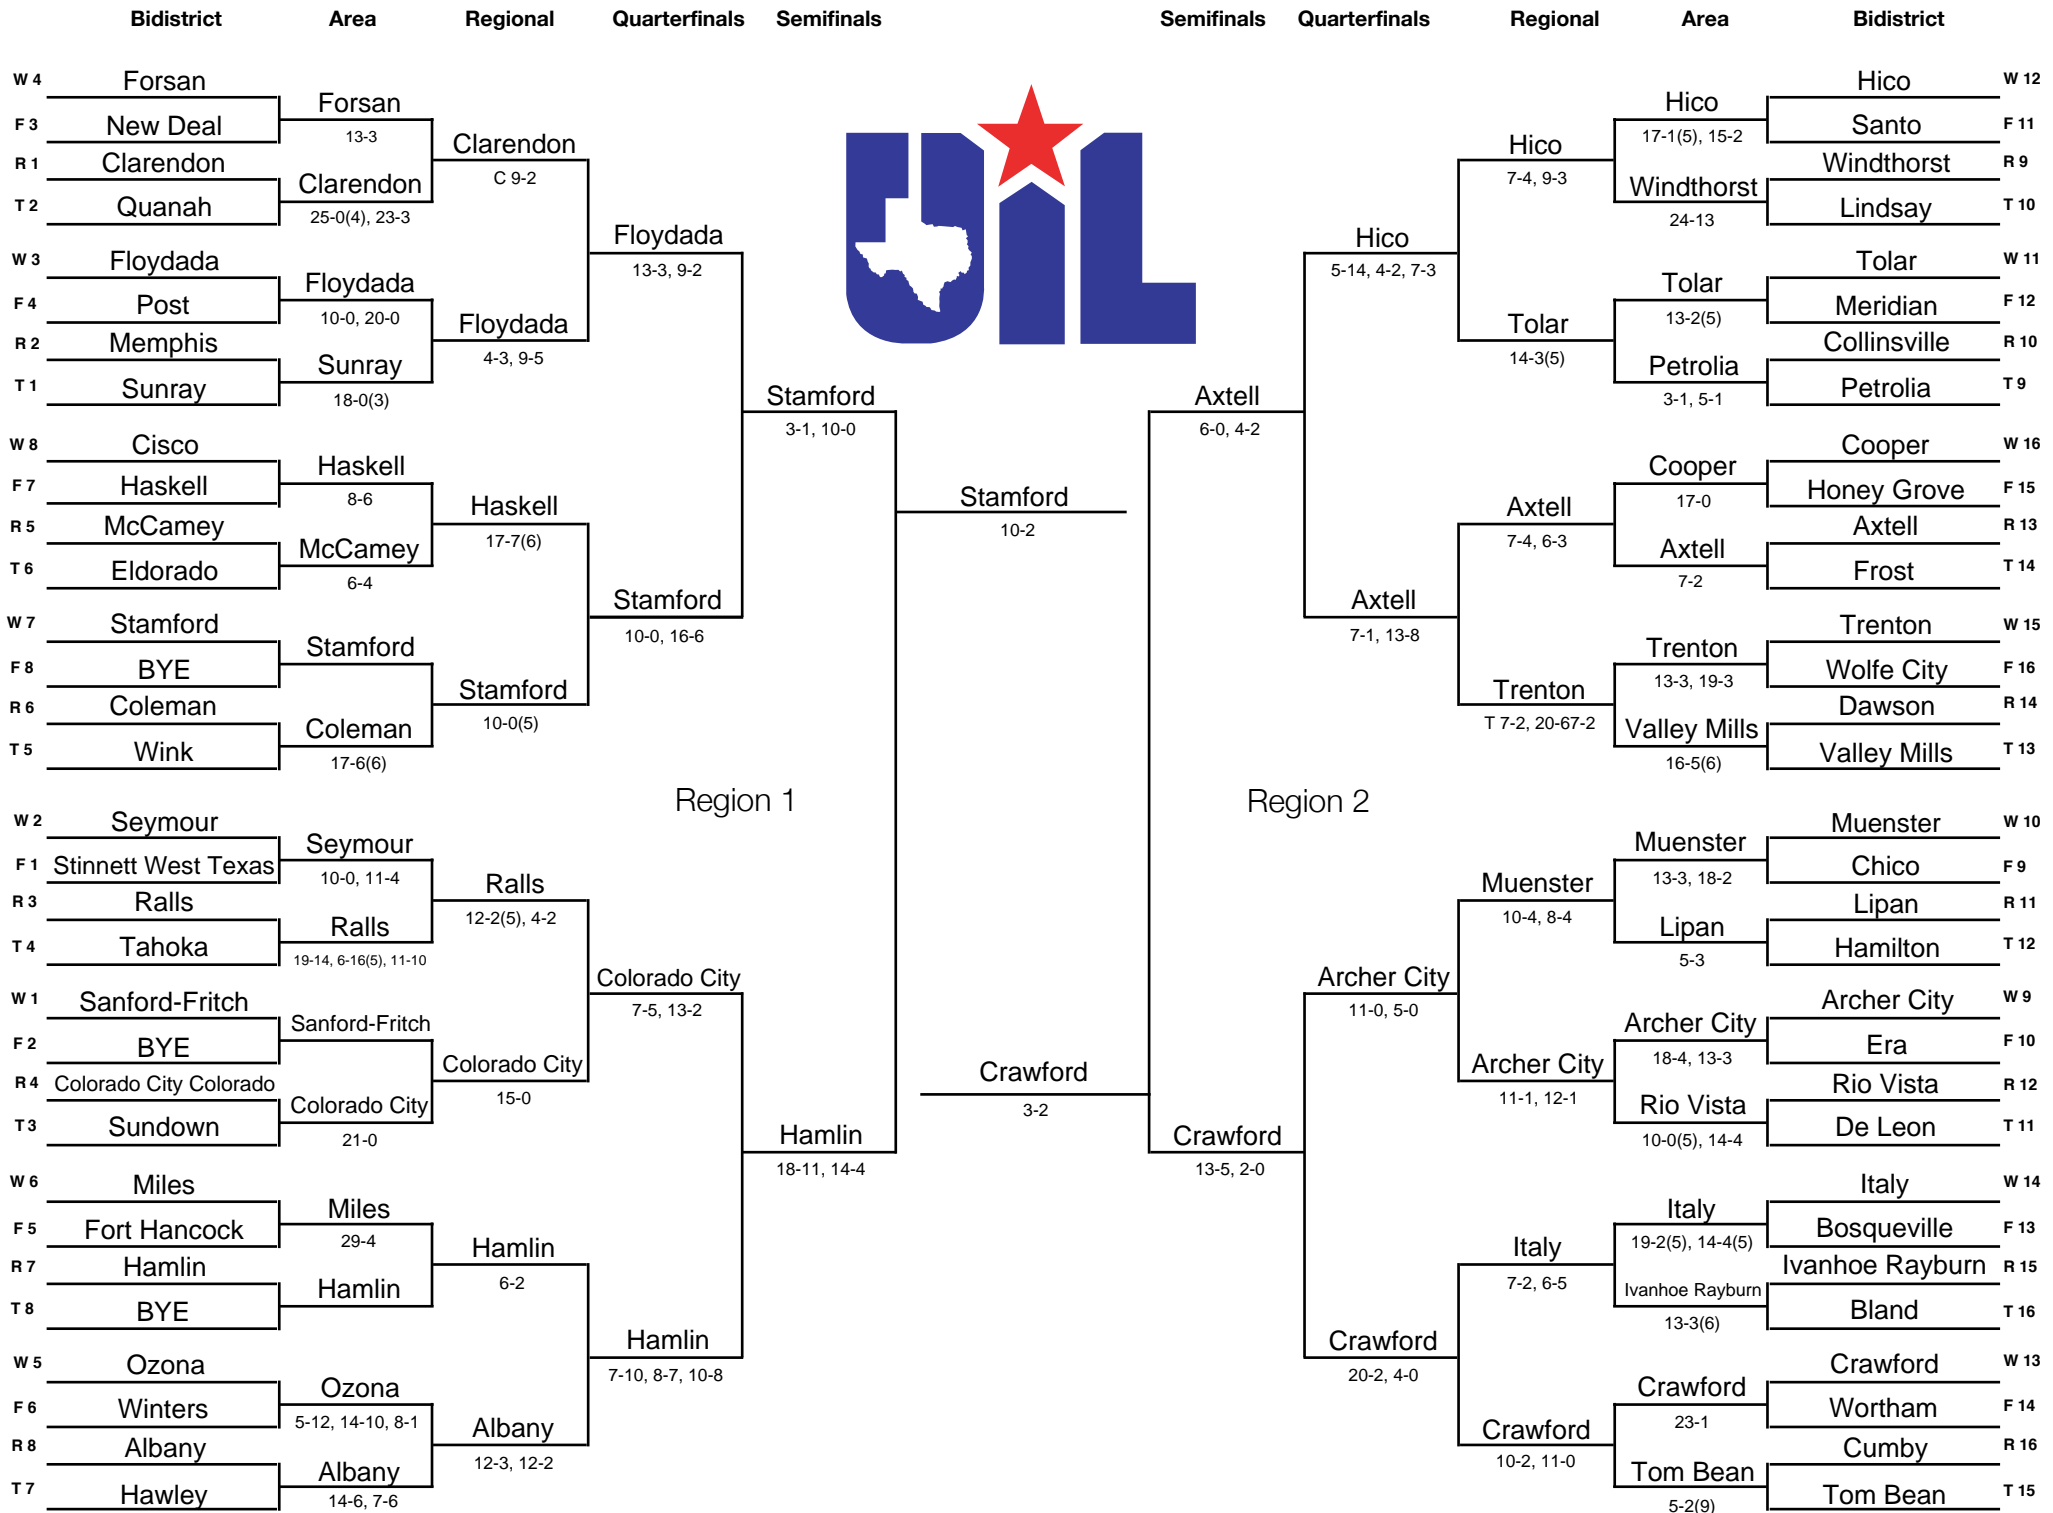 Bidistrict Area Regional Quarterfinals Semifinals Semifinals Quarterfinals Regional Area Bidistrict
UIL
W 4 Forsan
F 3 New Deal
R 1 Clarendon
T 2 Quanah
W 3 Floydada
F 4 Post
R 2 Memphis
T 1 Sunray
W 8 Cisco
F 7 Haskell
R 5 McCamey
T 6 Eldorado
W 7 Stamford
F 8 BYE
R 6 Coleman
T 5 Wink
W 2 Seymour
F 1 Stinnett West Texas
R 3 Ralls
T 4 Tahoka
W 1 Sanford-Fritch
F 2 BYE
R 4 Colorado City Colorado
T 3 Sundown
W 6 Miles
F 5 Fort Hancock
R 7 Hamlin
T 8 BYE
W 5 Ozona
F 6 Winters
R 8 Albany
T 7 Hawley
Forsan
13-3
Clarendon
25-0(4), 23-3
Floydada
10-0, 20-0
Sunray
18-0(3)
Haskell
8-6
McCamey
6-4
Stamford
Coleman
17-6(6)
Seymour
10-0, 11-4
Ralls
19-14, 6-16(5), 11-10
Sanford-Fritch
Colorado City
21-0
Miles
29-4
Hamlin
Ozona
5-12, 14-10, 8-1
Albany
14-6, 7-6
Clarendon
C 9-2
Floydada
4-3, 9-5
Haskell
17-7(6)
Stamford
10-0(5)
Ralls
12-2(5), 4-2
Colorado City
15-0
Hamlin
6-2
Albany
12-3, 12-2
Floydada
13-3, 9-2
Stamford
10-0, 16-6
Colorado City
7-5, 13-2
Hamlin
7-10, 8-7, 10-8
Stamford
3-1, 10-0
Hamlin
18-11, 14-4
Region 1
Stamford
10-2
Crawford
3-2
Region 2
Axtell
6-0, 4-2
Crawford
13-5, 2-0
Hico
5-14, 4-2, 7-3
Axtell
7-1, 13-8
Archer City
11-0, 5-0
Crawford
20-2, 4-0
Hico
7-4, 9-3
Tolar
14-3(5)
Axtell
7-4, 6-3
Trenton
T 7-2, 20-67-2
Muenster
10-4, 8-4
Archer City
11-1, 12-1
Italy
7-2, 6-5
Crawford
10-2, 11-0
Hico
17-1(5), 15-2
Windthorst
24-13
Tolar
13-2(5)
Petrolia
3-1, 5-1
Cooper
17-0
Axtell
7-2
Trenton
13-3, 19-3
Valley Mills
16-5(6)
Muenster
13-3, 18-2
Lipan
5-3
Archer City
18-4, 13-3
Rio Vista
10-0(5), 14-4
Italy
19-2(5), 14-4(5)
Ivanhoe Rayburn
13-3(6)
Crawford
23-1
Tom Bean
5-2(9)
Hico W 12
Santo F 11
Windthorst R 9
Lindsay T 10
Tolar W 11
Meridian F 12
Collinsville R 10
Petrolia T 9
Cooper W 16
Honey Grove F 15
Axtell R 13
Frost T 14
Trenton W 15
Wolfe City F 16
Dawson R 14
Valley Mills T 13
Muenster W 10
Chico F 9
Lipan R 11
Hamilton T 12
Archer City W 9
Era F 10
Rio Vista R 12
De Leon T 11
Italy W 14
Bosqueville F 13
Ivanhoe Rayburn R 15
Bland T 16
Crawford W 13
Wortham F 14
Cumby R 16
Tom Bean T 15